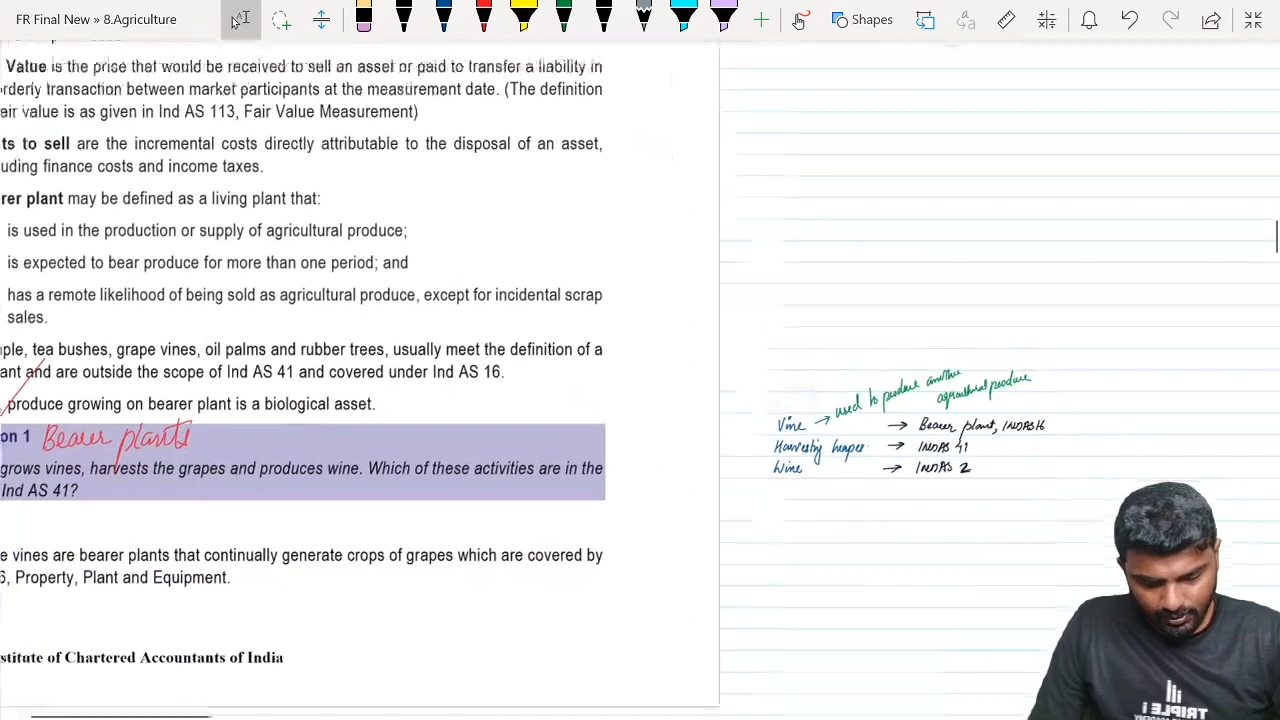 FR Final New » 8.Agriculture
Shapes
Value is the price that would be received to sell an asset or paid to transfer a liability in
rderly transaction between market participants at the measurement date. (The definition
air value is as given in Ind AS 113, Fair Value Measurement)
ts to sell are the incremental costs directly attributable to the disposal of an asset,
uding finance costs and income taxes.
rer plant may be defined as a living plant that:
is used in the production or supply of agricultural produce;
is expected to bear produce for more than one period; and
has a remote likelihood of being sold as agricultural produce, except for incidental scrap
sales.
ple, tea bushes, grape vines, oil palms and rubber trees, usually meet the definition of a
ant and are outside the scope of Ind AS 41 and covered under Ind AS 16.
produce growing on bearer plant is a biological asset.
on 1 Bearer plants
grows vines, harvests the grapes and produces wine. Which of these activities are in the
Ind AS 41?
e vines are bearer plants that continually generate crops of grapes which are covered by
6, Property, Plant and Equipment.
stitute of Chartered Accountants of India
used to produce another
agricultural produce
Vine → → Bearer plant, INDAS 16
Harvesting → INDAS 41
Wine → INDAS 2
TRIPLE i